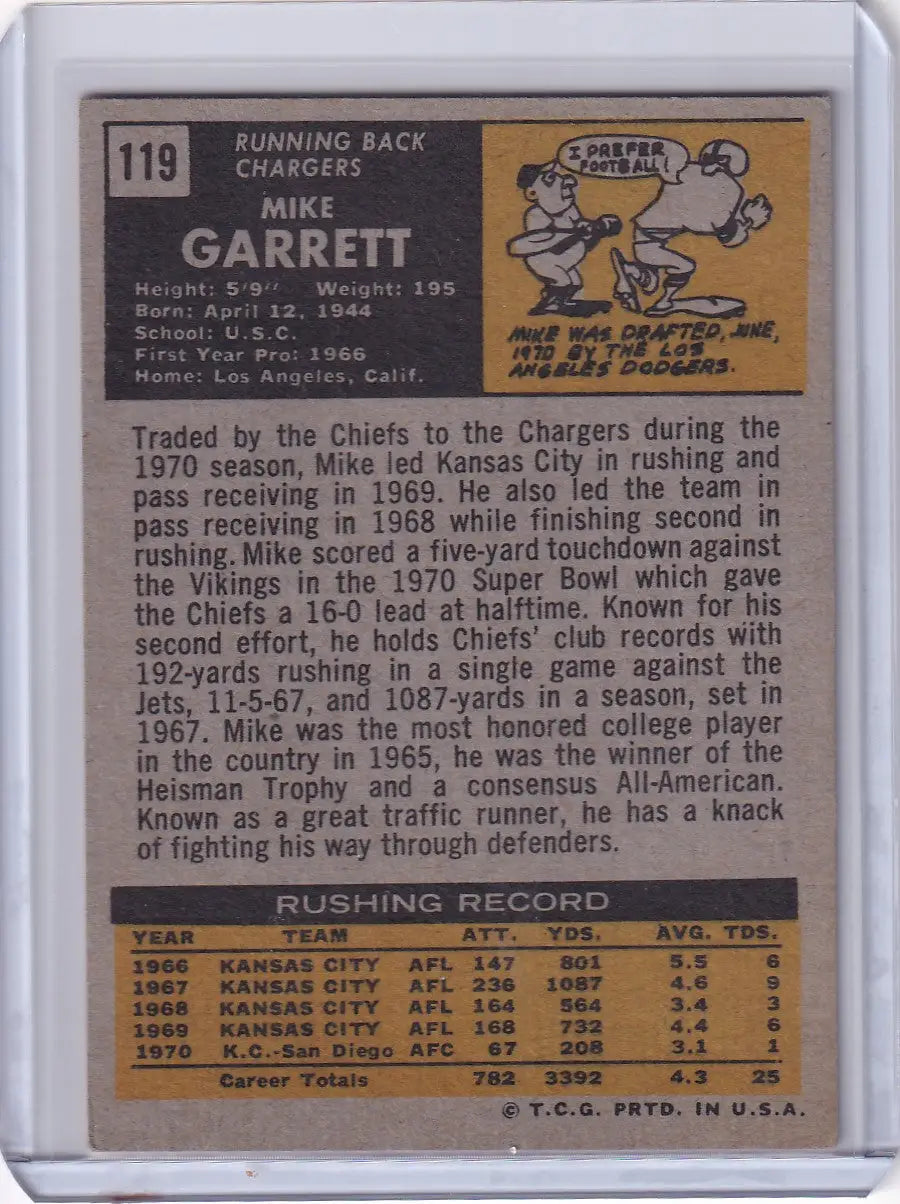 119
RUNNING BACK
CHARGERS
MIKE
GARRETT
Height: 5'9" Weight: 195
Born: April 12, 1944
School: U.S.C.
First Year Pro: 1966
Home: Los Angeles, Calif.
I PREFER
FOOTBALL!
MIKE WAS DRAFTED, JUNE,
1970 BY THE LOS
ANGELES DODGERS.
Traded by the Chiefs to the Chargers during the
1970 season, Mike led Kansas City in rushing and
pass receiving in 1969. He also led the team in
pass receiving in 1968 while finishing second in
rushing. Mike scored a five-yard touchdown against
the Vikings in the 1970 Super Bowl which gave
the Chiefs a 16-0 lead at halftime. Known for his
second effort, he holds Chiefs' club records with
192-yards rushing in a single game against the
Jets, 11-5-67, and 1087-yards in a season, set in
1967. Mike was the most honored college player
in the country in 1965, he was the winner of the
Heisman Trophy and a consensus All-American.
Known as a great traffic runner, he has a knack
of fighting his way through defenders.
RUSHING RECORD
YEAR TEAM ATT. YDS. AVG. TDS.
1966 KANSAS CITY AFL 147 801 5.5 6
1967 KANSAS CITY AFL 236 1087 4.6 9
1968 KANSAS CITY AFL 164 564 3.4 3
1969 KANSAS CITY AFL 168 732 4.4 6
1970 K.C.-San Diego AFC 67 208 3.1 1
Career Totals 782 3392 4.3 25
© T.C.G. PRTD. IN U.S.A.